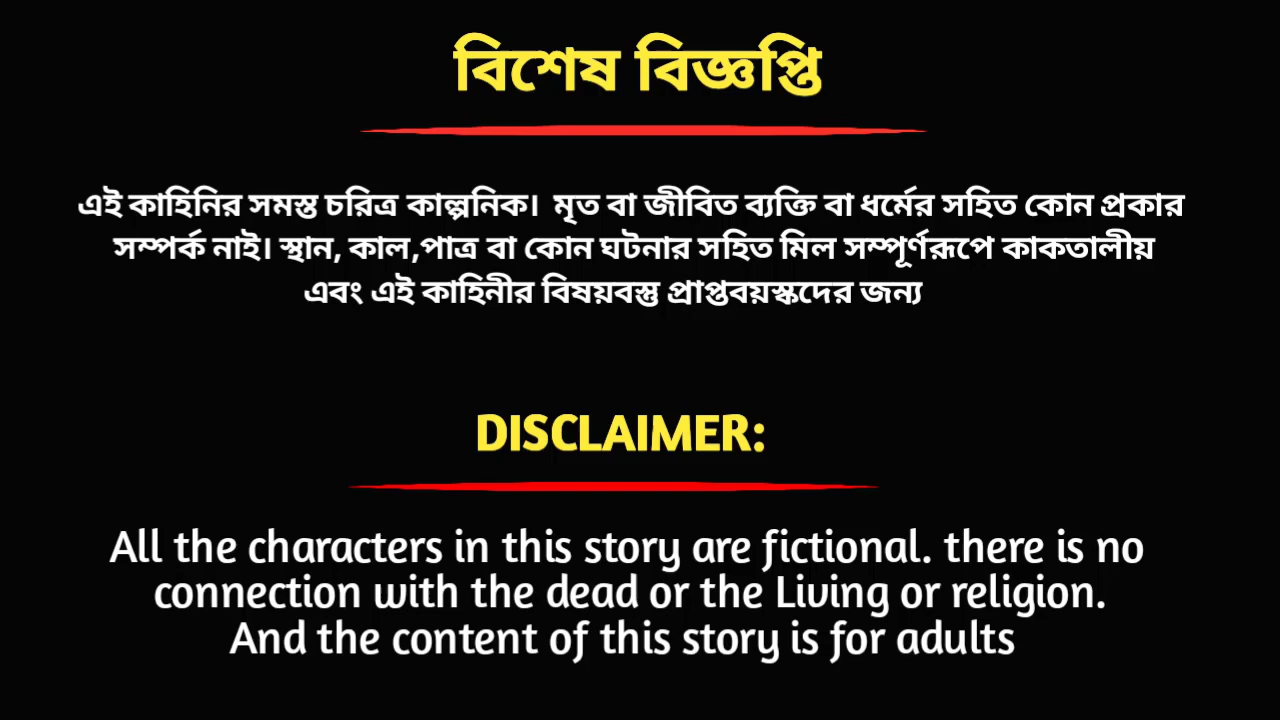 বিশেষ বিজ্ঞপ্তি
এই কাহিনির সমস্ত চরিত্র কাল্পনিক। মৃত বা জীবিত ব্যক্তি বা ধর্মের সহিত কোন প্রকার
সম্পর্ক নাই। স্থান, কাল,পাত্র বা কোন ঘটনার সহিত মিল সম্পূর্ণরূপে কাকতালীয়
এবং এই কাহিনীর বিষয়বস্তু প্রাপ্তবয়স্কদের জন্য
DISCLAIMER:
All the characters in this story are fictional. there is no
connection with the dead or the Living or religion.
And the content of this story is for adults